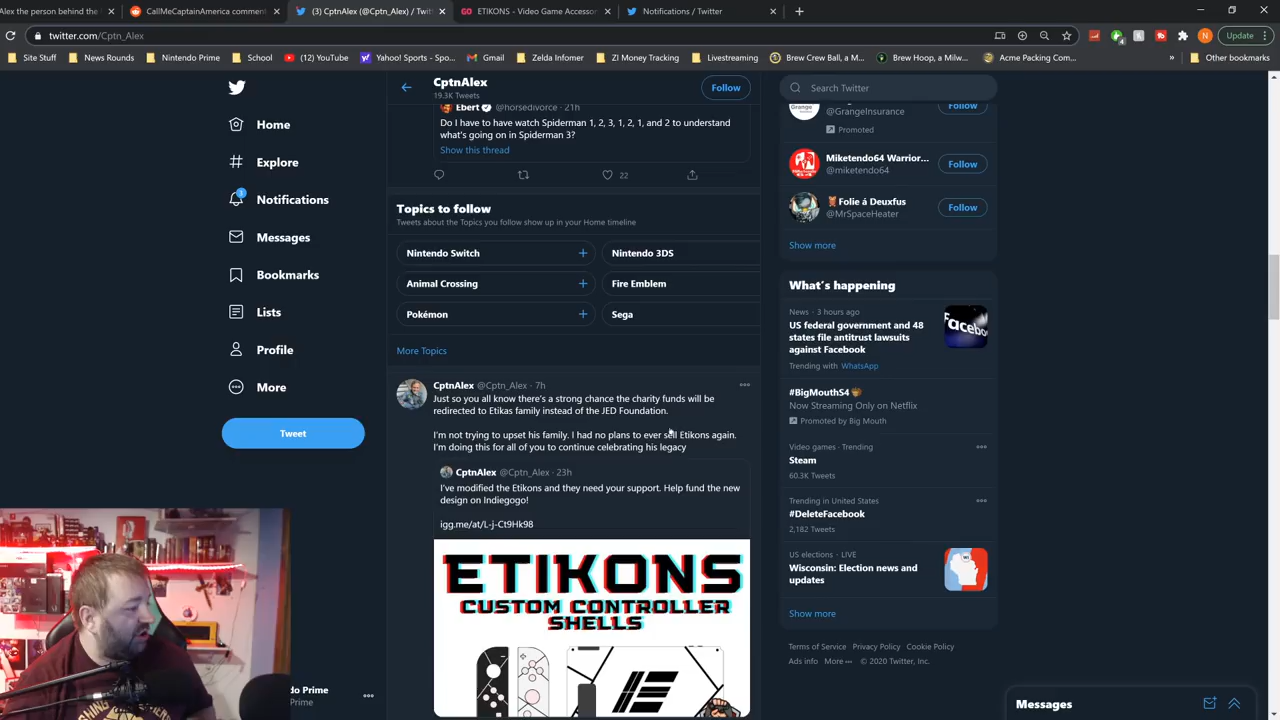 lex the person behind the
CallMeCaptainAmerica comment
(3) CptnAlex (@Cptn_Alex) / Twit
ETIKONS - Video Game Accessor
Notifications / Twitter
twitter.com/Cptn_Alex
Update
Site Stuff
News
Nintendo Prime
School
(12) YouTube
Yahoo! Sports - Spo...
Gmail
Zelda Informer
ZI Money Tracking
Livestreaming
Brew Crew Ball, a M...
Brew Hoop, a Milw...
Acme Packing Com...
Other bookmarks
Home
Explore
3
Notifications
Messages
Bookmarks
Lists
Profile
More
Tweet
do Prime
Prime
CptnAlex
19.3K Tweets
Follow
Ebert @horsedivorce · 21h
Do I have to have watch Spiderman 1, 2, 3, 1, 2, 1, and 2 to understand
what's going on in Spiderman 3?
Show this thread
22
Topics to follow
Tweets about the Topics you follow show up in your Home timeline
Nintendo Switch
Nintendo 3DS
Animal Crossing
Fire Emblem
Pokémon
Sega
More Topics
CptnAlex @Cptn_Alex · 7h
Just so you all know there's a strong chance the charity funds will be
redirected to Etikas family instead of the JED Foundation.
I'm not trying to upset his family. I had no plans to ever sell Etikons again.
I'm doing this for all of you to continue celebrating his legacy
CptnAlex @Cptn_Alex · 23h
I've modified the Etikons and they need your support. Help fund the new
design on Indiegogo!
igg.me/at/L-j-Ct9Hk98
ETIKONS
CUSTOM CONTROLLER
SHELLS
Search Twitter
Grange
Insurance
@GrangeInsurance
Follow
Promoted
Miketendo64 Warrior...
@miketendo64
Follow
Folie á Deuxfus
@MrSpaceHeater
Follow
Show more
What's happening
News · 3 hours ago
US federal government and 48
states file antitrust lawsuits
against Facebook
Trending with WhatsApp
#BigMouthS4
Now Streaming Only on Netflix
Promoted by Big Mouth
Video games · Trending
Steam
60.3K Tweets
Trending in United States
#DeleteFacebook
2,182 Tweets
US elections · LIVE
Wisconsin: Election news and
updates
Show more
Terms of Service Privacy Policy Cookie Policy
Ads info More ··· © 2020 Twitter, Inc.
Messages